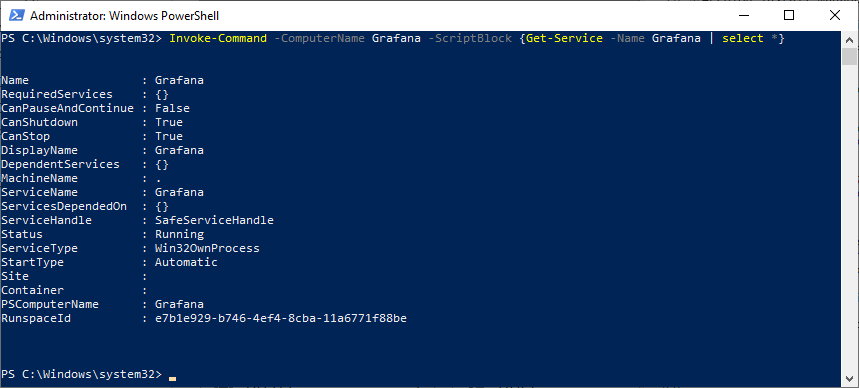 Administrator: Windows PowerShell
PS C:\Windows\system32> Invoke-Command -ComputerName Grafana -ScriptBlock {Get-Service -Name Grafana | select *}
Name                : Grafana
RequiredServices    : {}
CanPauseAndContinue : False
CanShutdown         : True
CanStop             : True
DisplayName         : Grafana
DependentServices   : {}
MachineName         : .
ServiceName         : Grafana
ServicesDependedOn  : {}
ServiceHandle       : SafeServiceHandle
Status              : Running
ServiceType         : Win32OwnProcess
StartType           : Automatic
Site                :
Container           :
PSComputerName      : Grafana
RunspaceId          : e7b1e929-b746-4ef4-8cba-11a6771f88be
PS C:\Windows\system32>